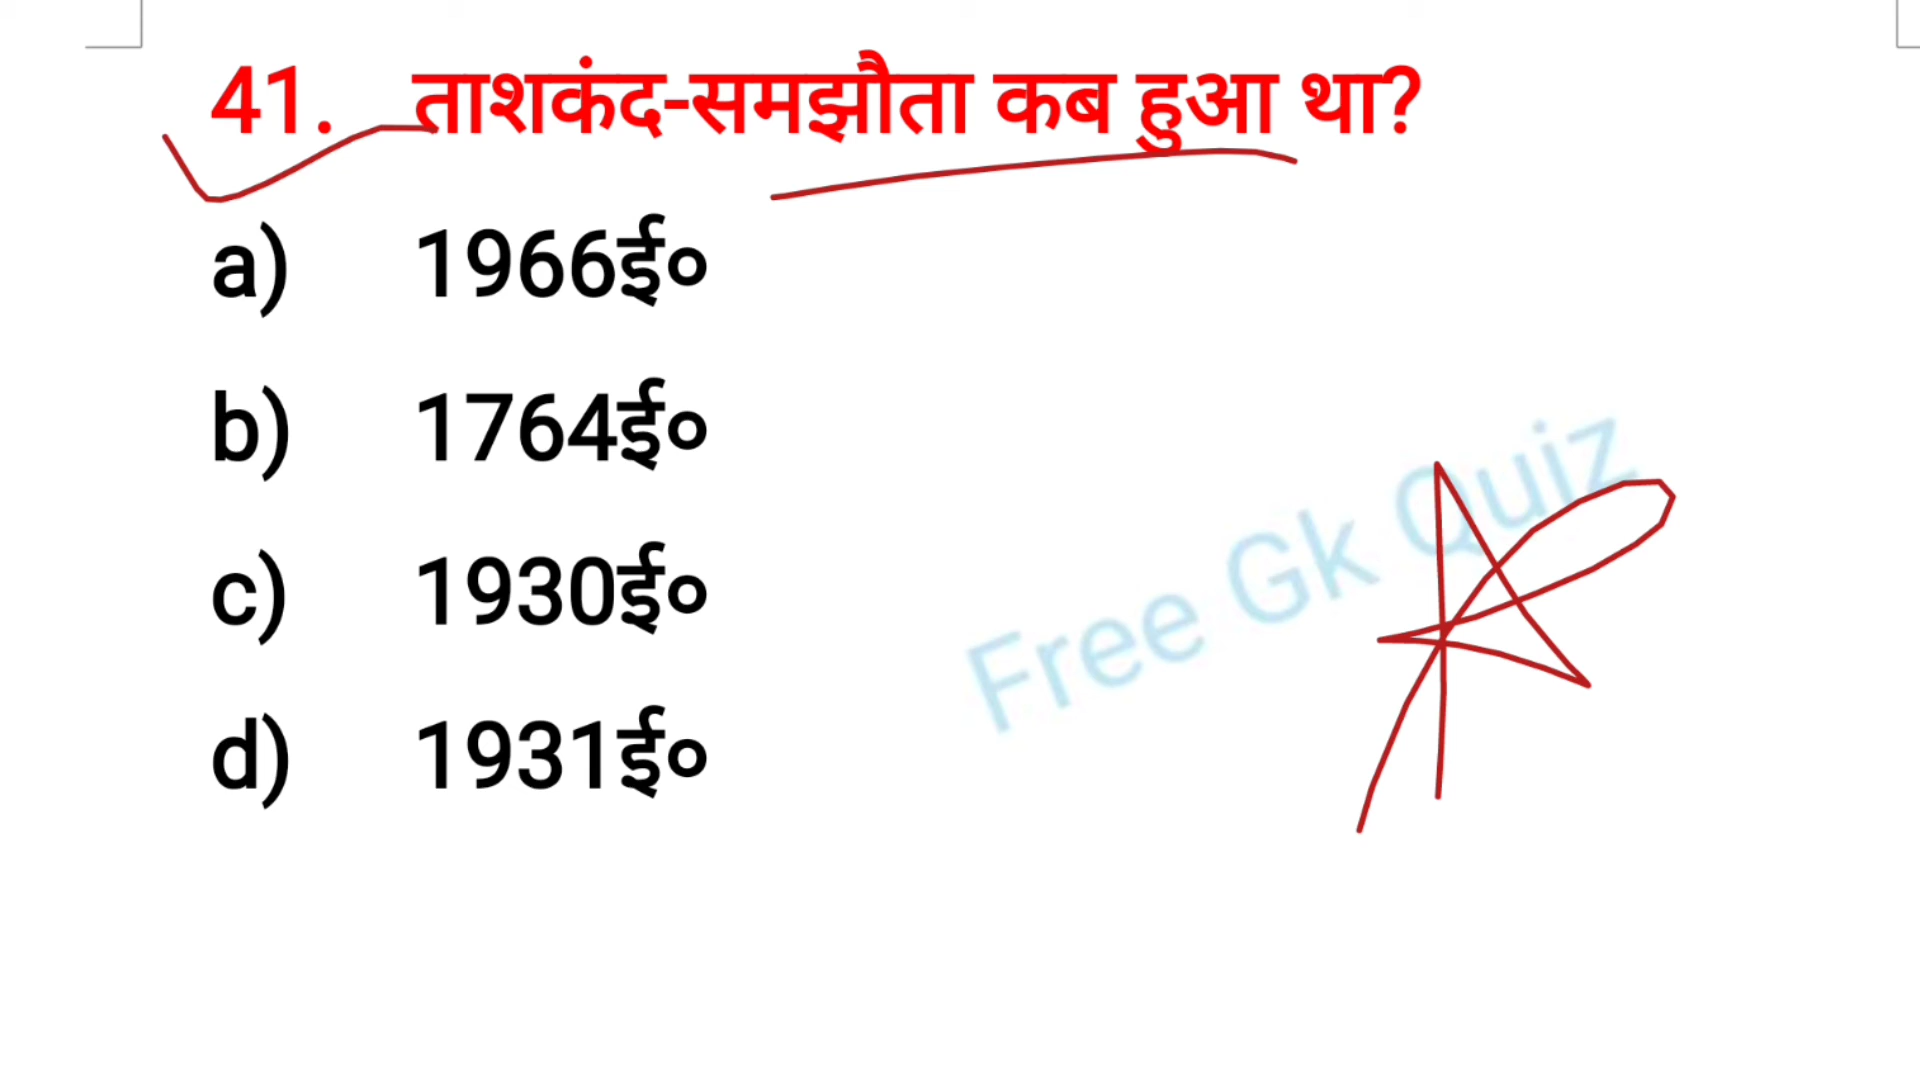 41. ताशकंद-समझौता कब हुआ था?
a) 1966ई०
b) 1764ई०
c) 1930ई०
d) 1931ई०
Free Gk Quiz